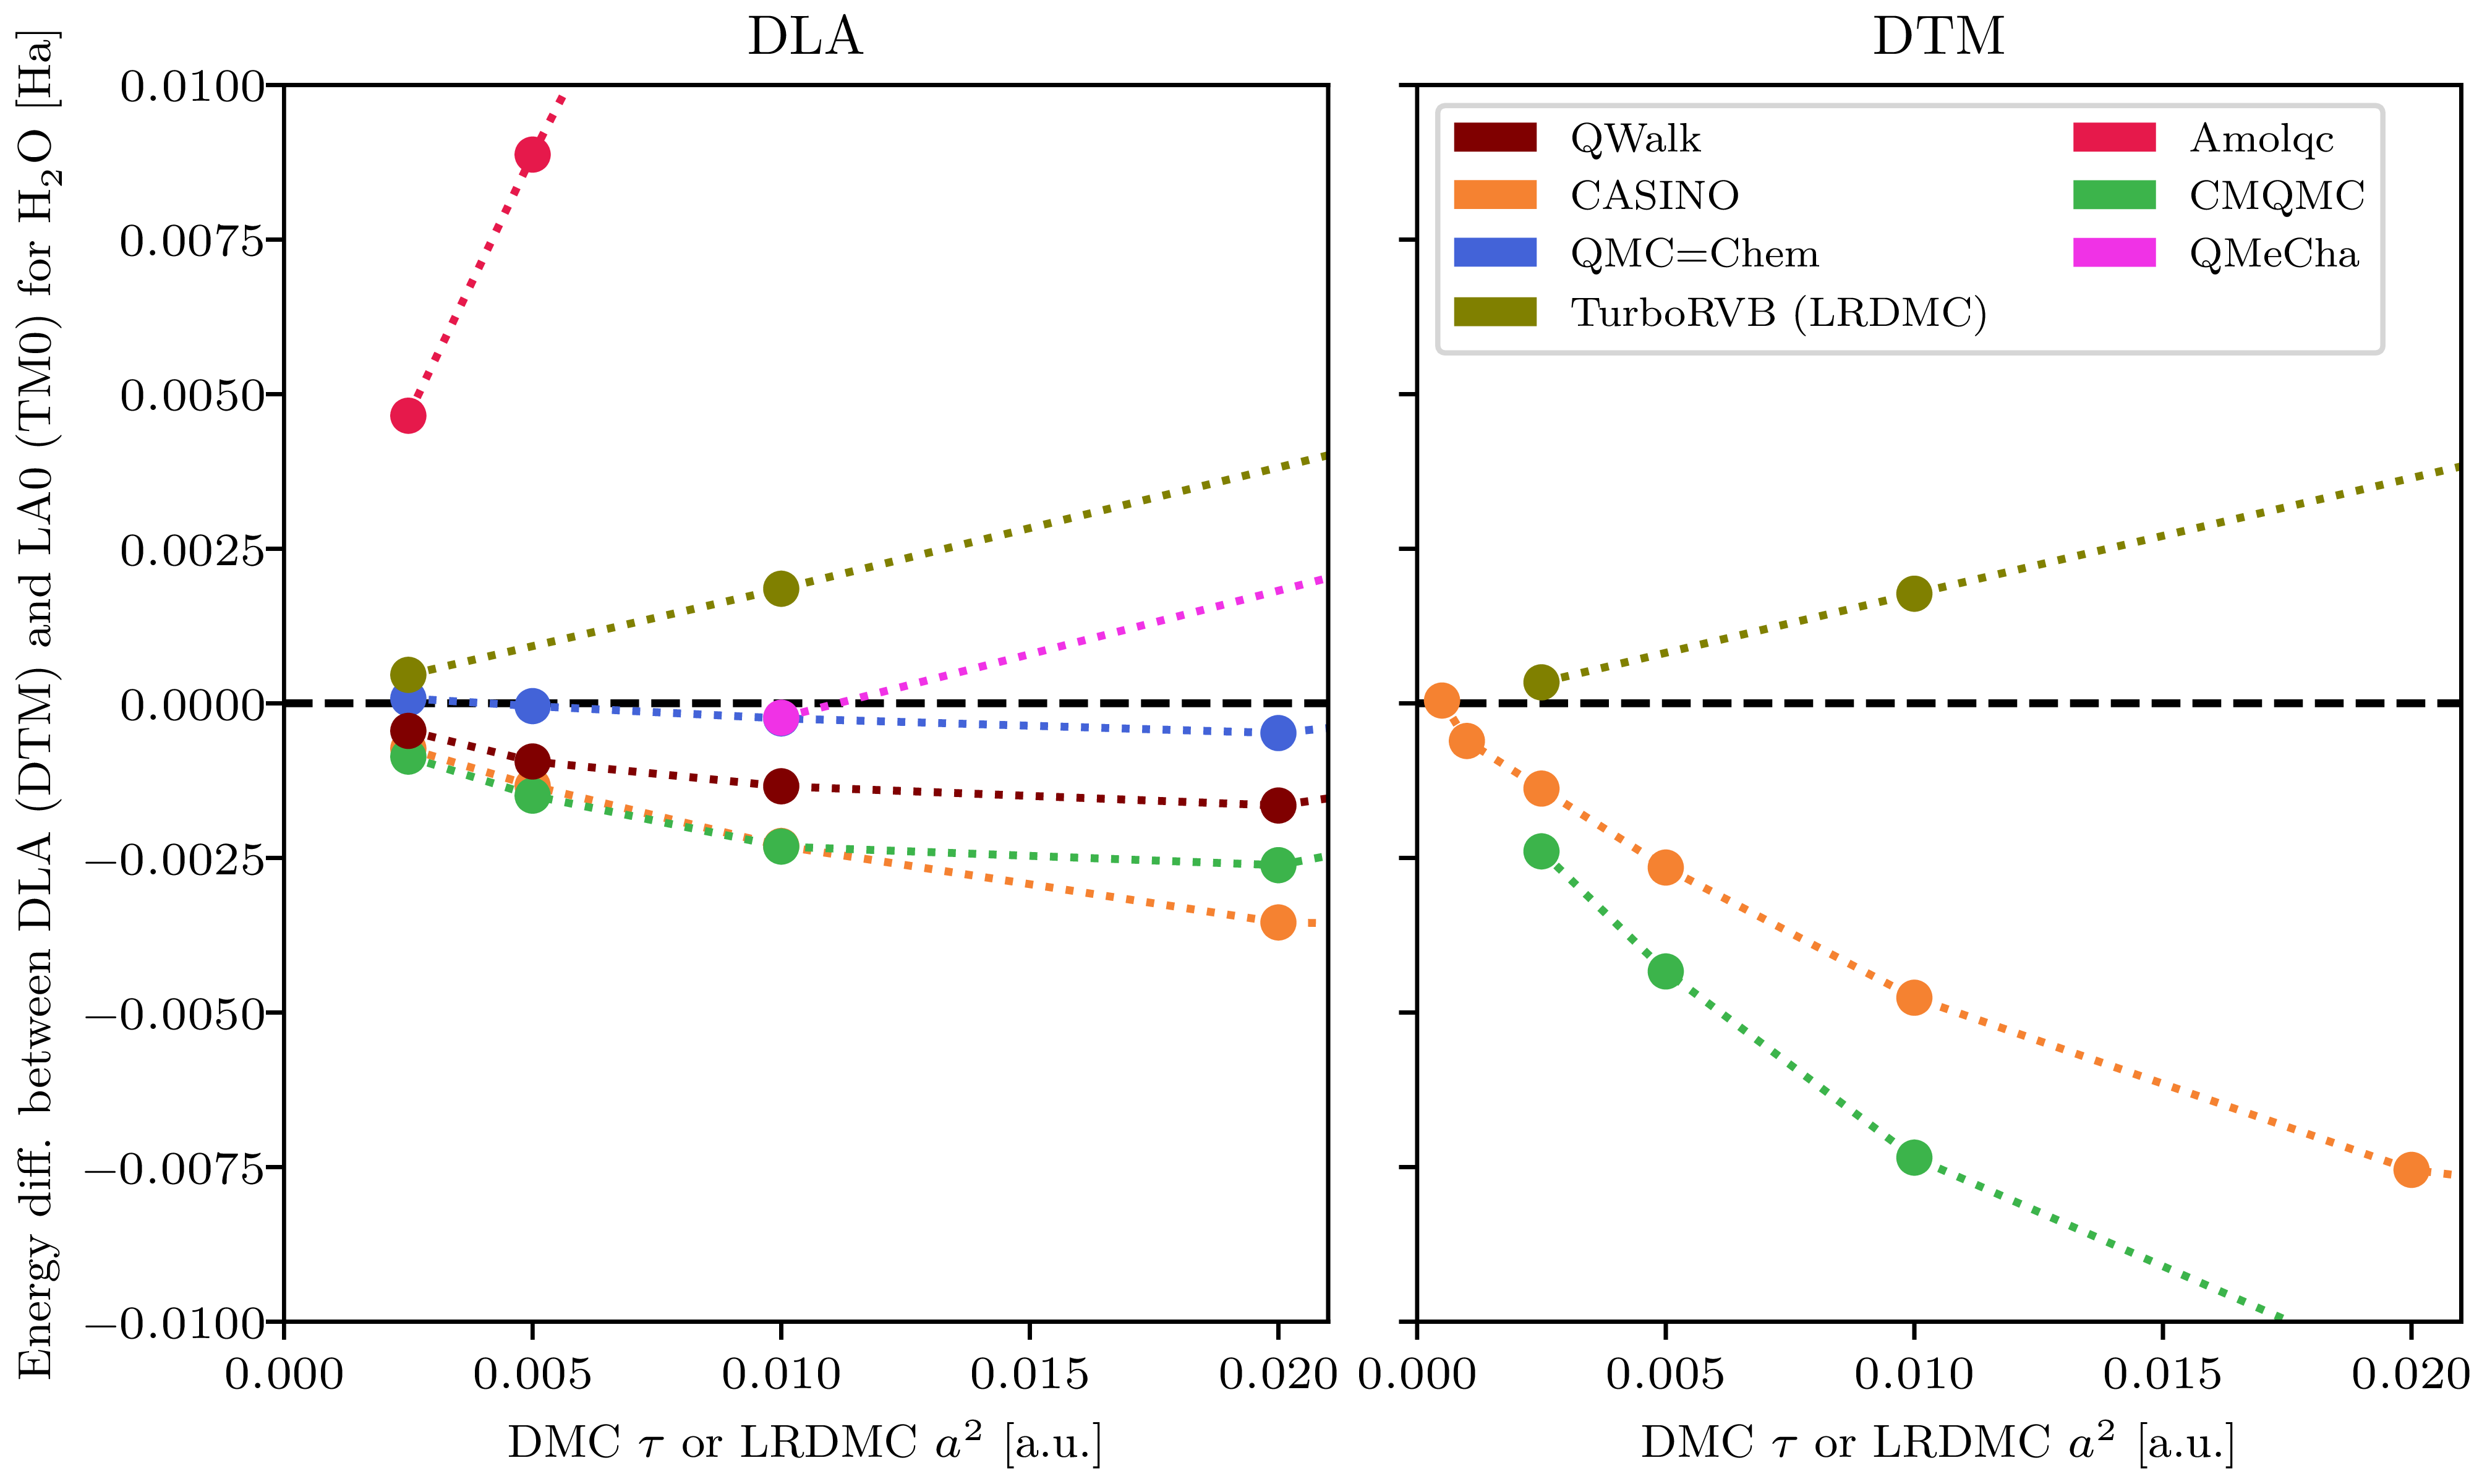 DLA
DTM
Energy diff. between DLA (DTM) and LA0 (TM0) for H₂O [Ha]
0.0100
0.0075
0.0050
0.0025
0.0000
−0.0025
−0.0050
−0.0075
−0.0100
0.000 0.005 0.010 0.015 0.020
DMC τ or LRDMC a² [a.u.]
QWalk
CASINO
QMC=Chem
TurboRVB (LRDMC)
Amolqc
CMQMC
QMeCha
0.000 0.005 0.010 0.015 0.020
DMC τ or LRDMC a² [a.u.]